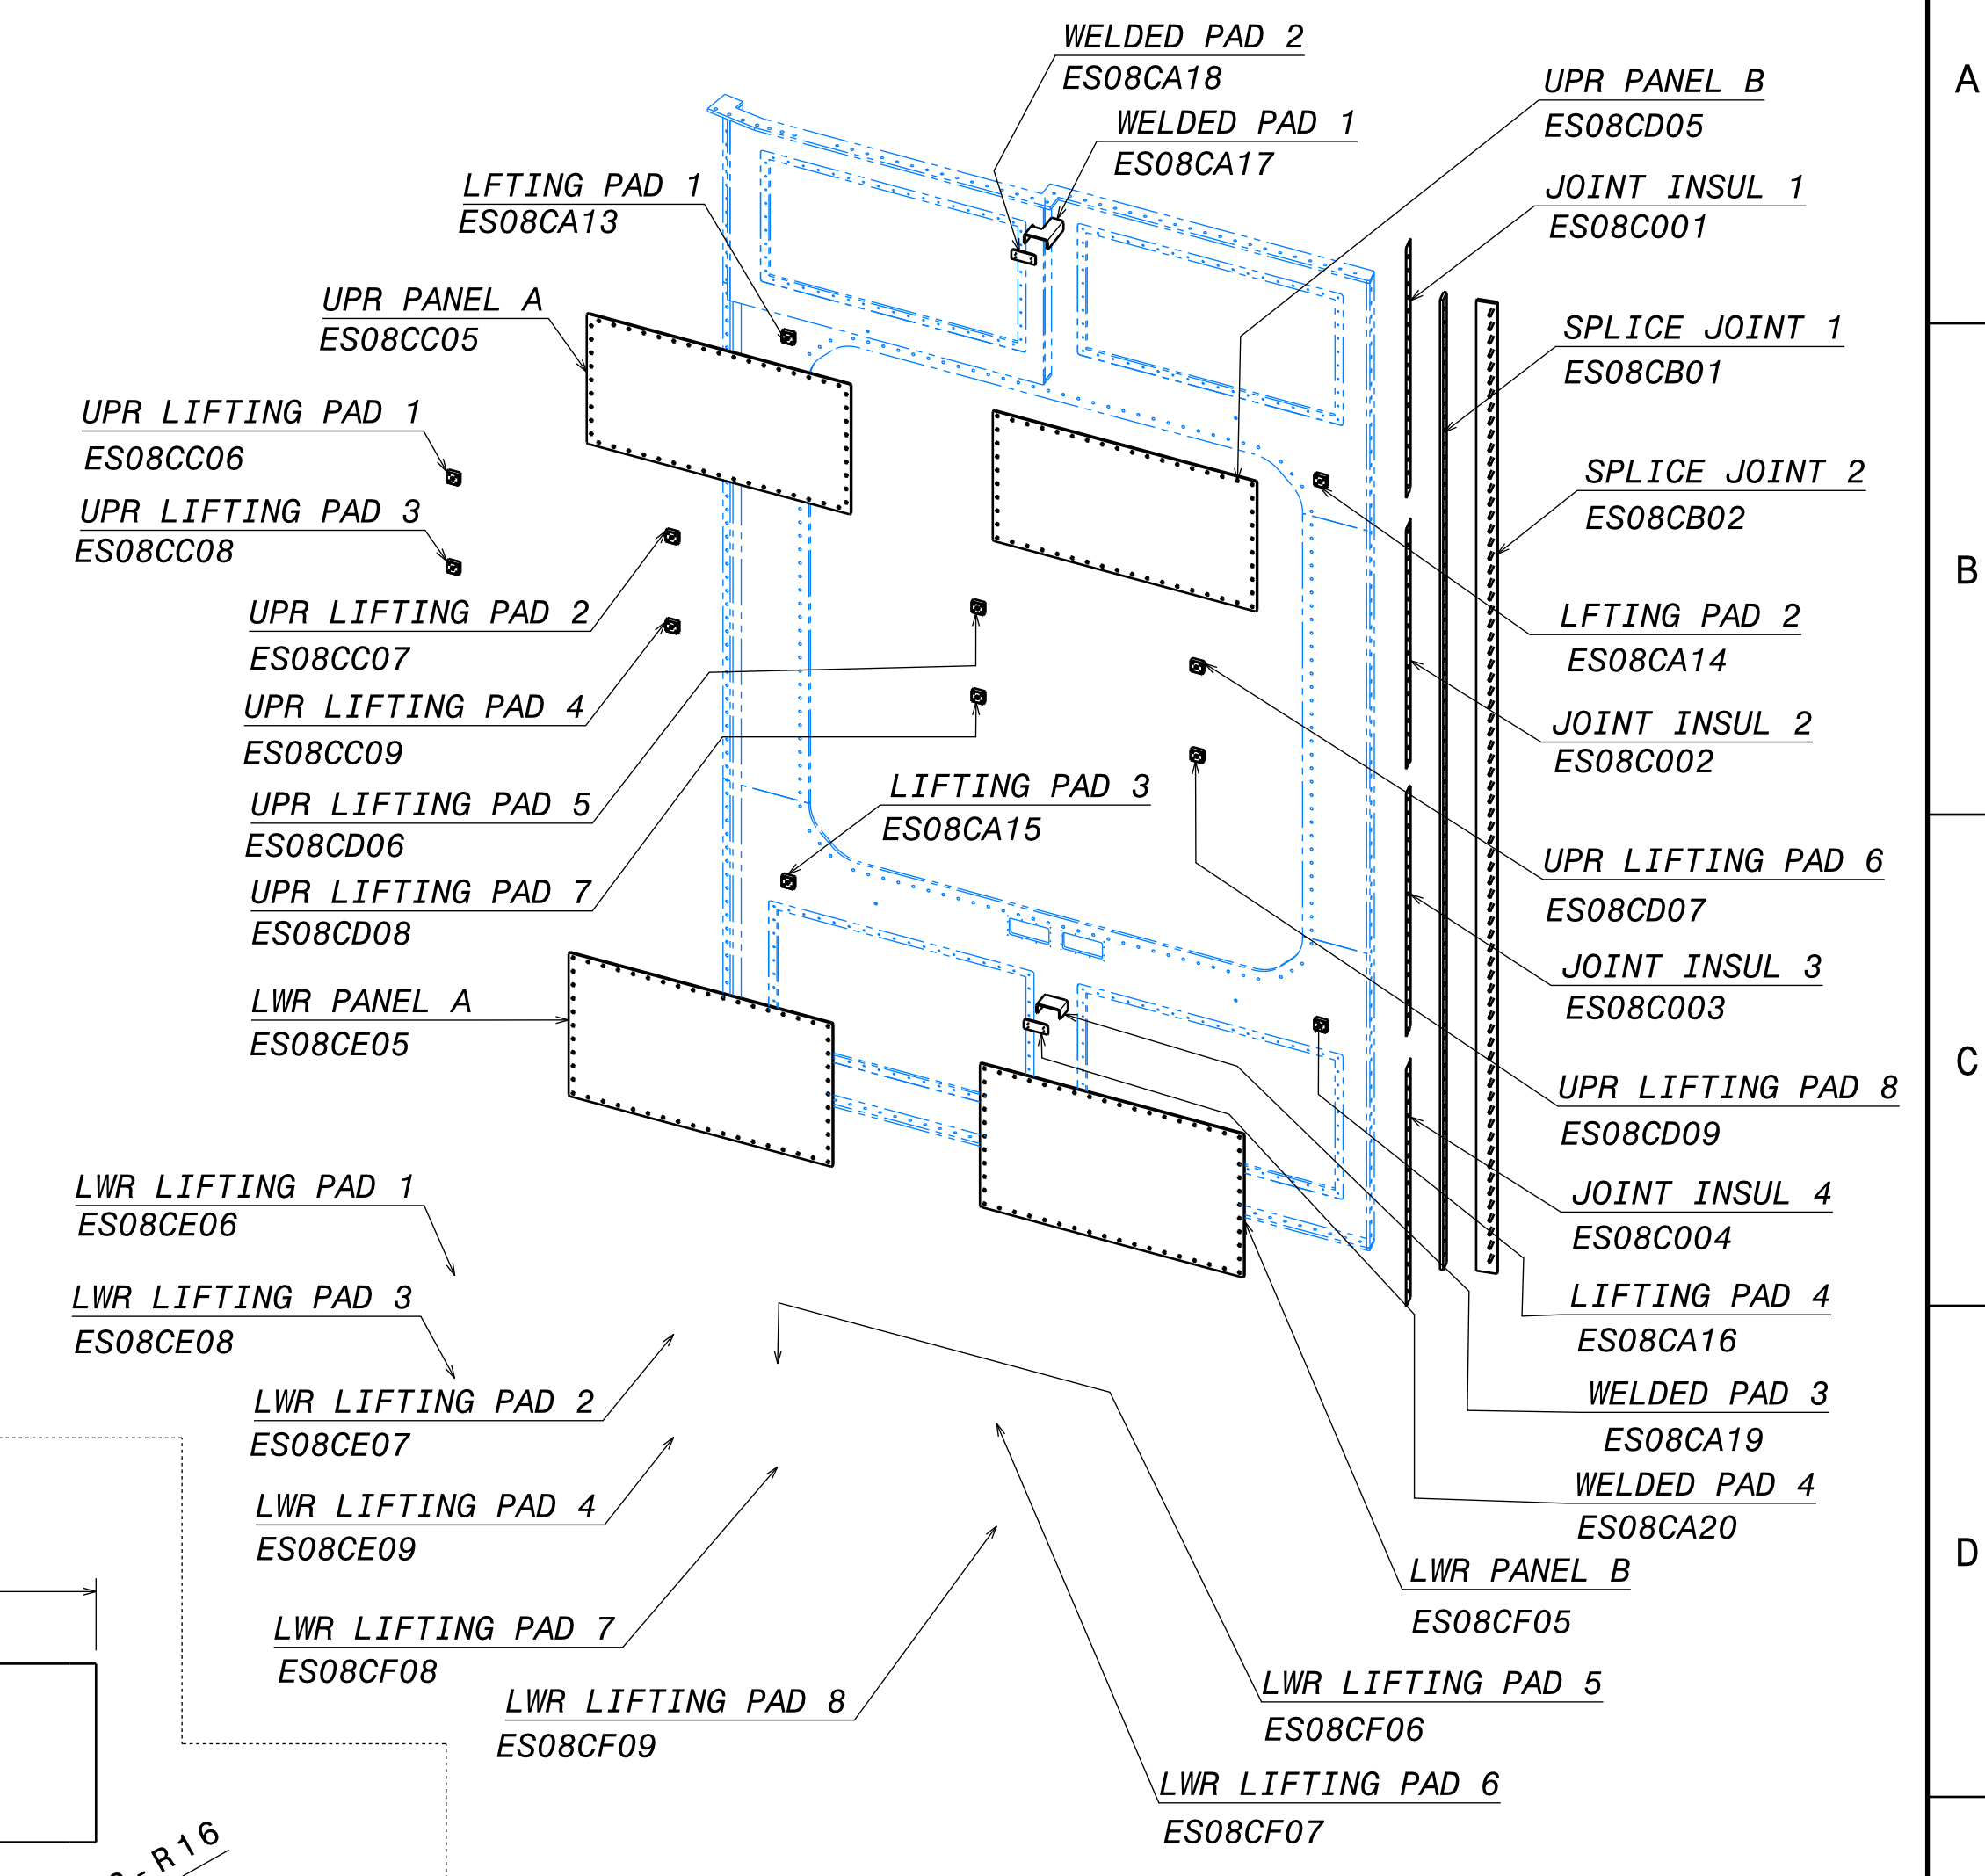 WELDED PAD 2
ES08CA18
A
UPR PANEL B
ES08CD05
WELDED PAD 1
ES08CA17
LFTING PAD 1
ES08CA13
JOINT INSUL 1
ES08C001
UPR PANEL A
ES08CC05
SPLICE JOINT 1
ES08CB01
UPR LIFTING PAD 1
ES08CC06
SPLICE JOINT 2
ES08CB02
UPR LIFTING PAD 3
ES08CC08
B
UPR LIFTING PAD 2
ES08CC07
LFTING PAD 2
ES08CA14
UPR LIFTING PAD 4
ES08CC09
JOINT INSUL 2
ES08C002
LIFTING PAD 3
ES08CA15
UPR LIFTING PAD 5
ES08CD06
UPR LIFTING PAD 6
ES08CD07
UPR LIFTING PAD 7
ES08CD08
JOINT INSUL 3
ES08C003
LWR PANEL A
ES08CE05
C
UPR LIFTING PAD 8
ES08CD09
LWR LIFTING PAD 1
ES08CE06
JOINT INSUL 4
ES08C004
LWR LIFTING PAD 3
ES08CE08
LIFTING PAD 4
ES08CA16
LWR LIFTING PAD 2
ES08CE07
WELDED PAD 3
ES08CA19
LWR LIFTING PAD 4
ES08CE09
WELDED PAD 4
ES08CA20
D
LWR PANEL B
ES08CF05
LWR LIFTING PAD 7
ES08CF08
LWR LIFTING PAD 5
ES08CF06
LWR LIFTING PAD 8
ES08CF09
LWR LIFTING PAD 6
ES08CF07
-R16